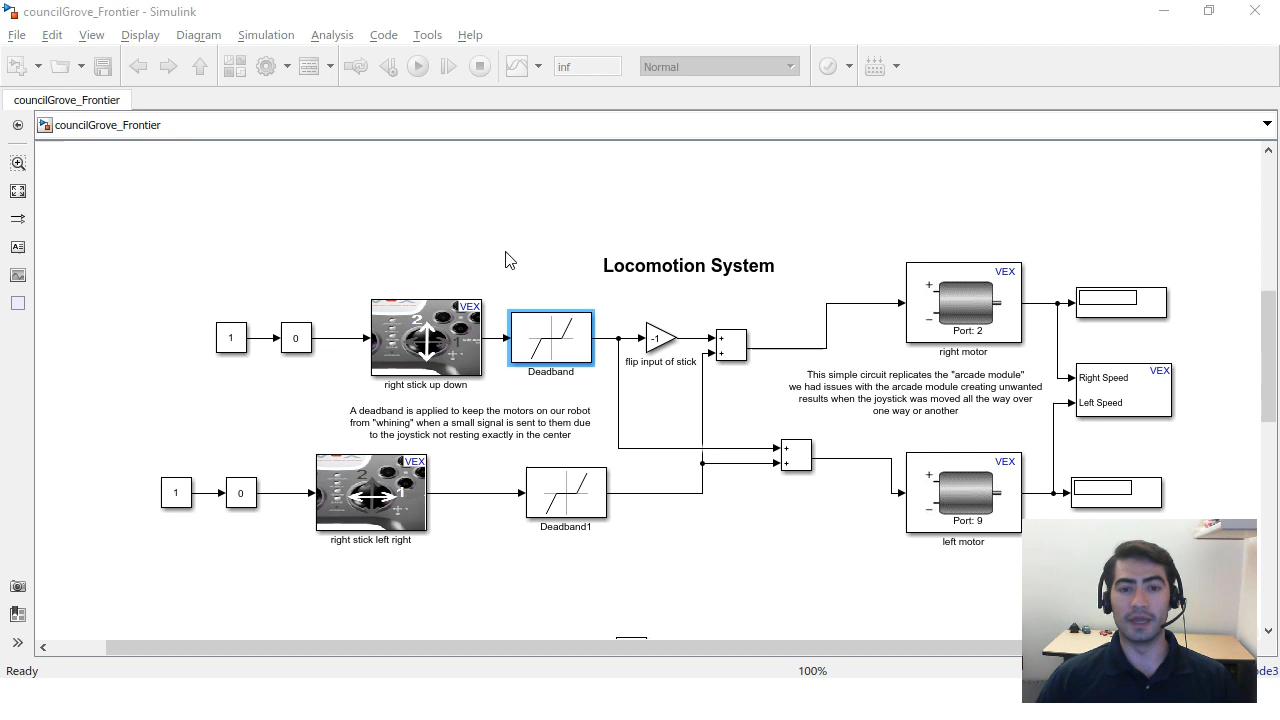 councilGrove_Frontier - Simulink
File Edit View Display Diagram Simulation Analysis Code Tools Help
inf Normal
councilGrove_Frontier
councilGrove_Frontier
Locomotion System
VEX
2
1
1
0
right stick up down
Deadband
-1
flip input of stick
+
+
VEX
+
−
Port: 2
right motor
A deadband is applied to keep the motors on our robot
from "whining" when a small signal is sent to them due
to the joystick not resting exactly in the center
This simple circuit replicates the "arcade module"
we had issues with the arcade module creating unwanted
results when the joystick was moved all the way over
one way or another
VEX
Right Speed
Left Speed
1
0
VEX
2
1
right stick left right
Deadband1
+
+
VEX
+
−
Port: 9
left motor
Ready 100% ode3